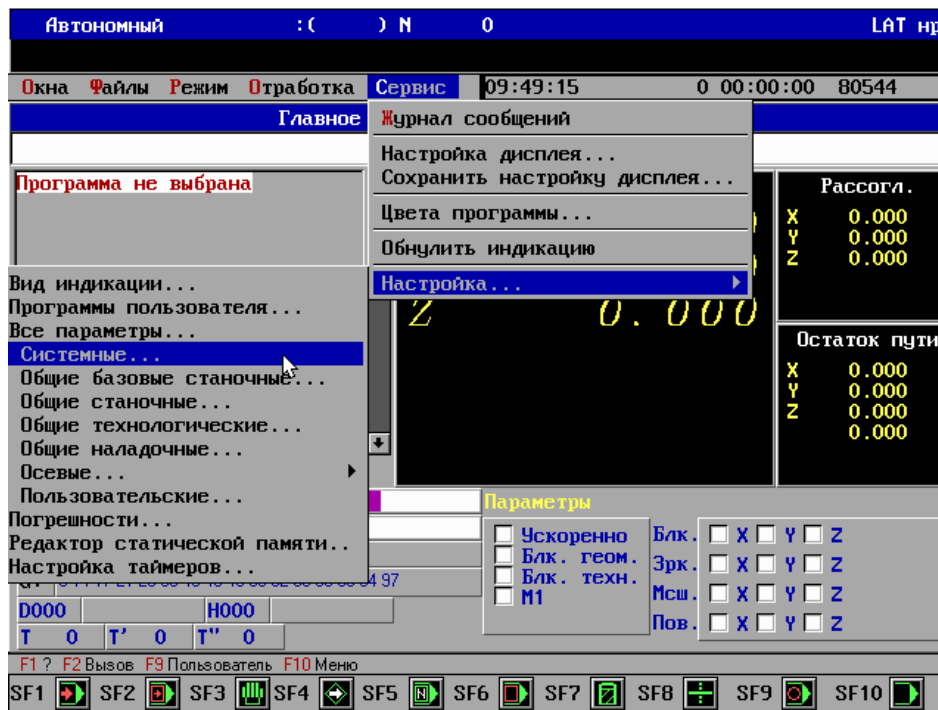 Автономный :( ) N 0 LAT нр
Окна Файлы Режим Отработка Сервис 09:49:15 0 00:00:00 80544
Главное
Журнал сообщений
Настройка дисплея...
Сохранить настройку дисплея...
Цвета программы...
Обнулить индикацию
Настройка...
Программа не выбрана
Вид индикации...
Программы пользователя...
Все параметры...
Системные...
Общие базовые станочные...
Общие станочные...
Общие технологические...
Общие наладочные...
Осевые...
Пользовательские...
Погрешности...
Редактор статической памяти..
Настройка таймеров...
Z 0.000
Рассогл.
X 0.000
Y 0.000
Z 0.000
Остаток пути
X 0.000
Y 0.000
Z 0.000
0.000
Параметры
Ускоренно
Блк. геом.
Блк. техн.
М1
Блк. X Y Z
Зрк. X Y Z
Мсш. X Y Z
Пов. X Y Z
97
D000 H000
T 0 T' 0 T" 0
F1 ? F2 Вызов F9 Пользователь F10 Меню
SF1 SF2 SF3 SF4 SF5 N SF6 SF7 SF8 SF9 SF10